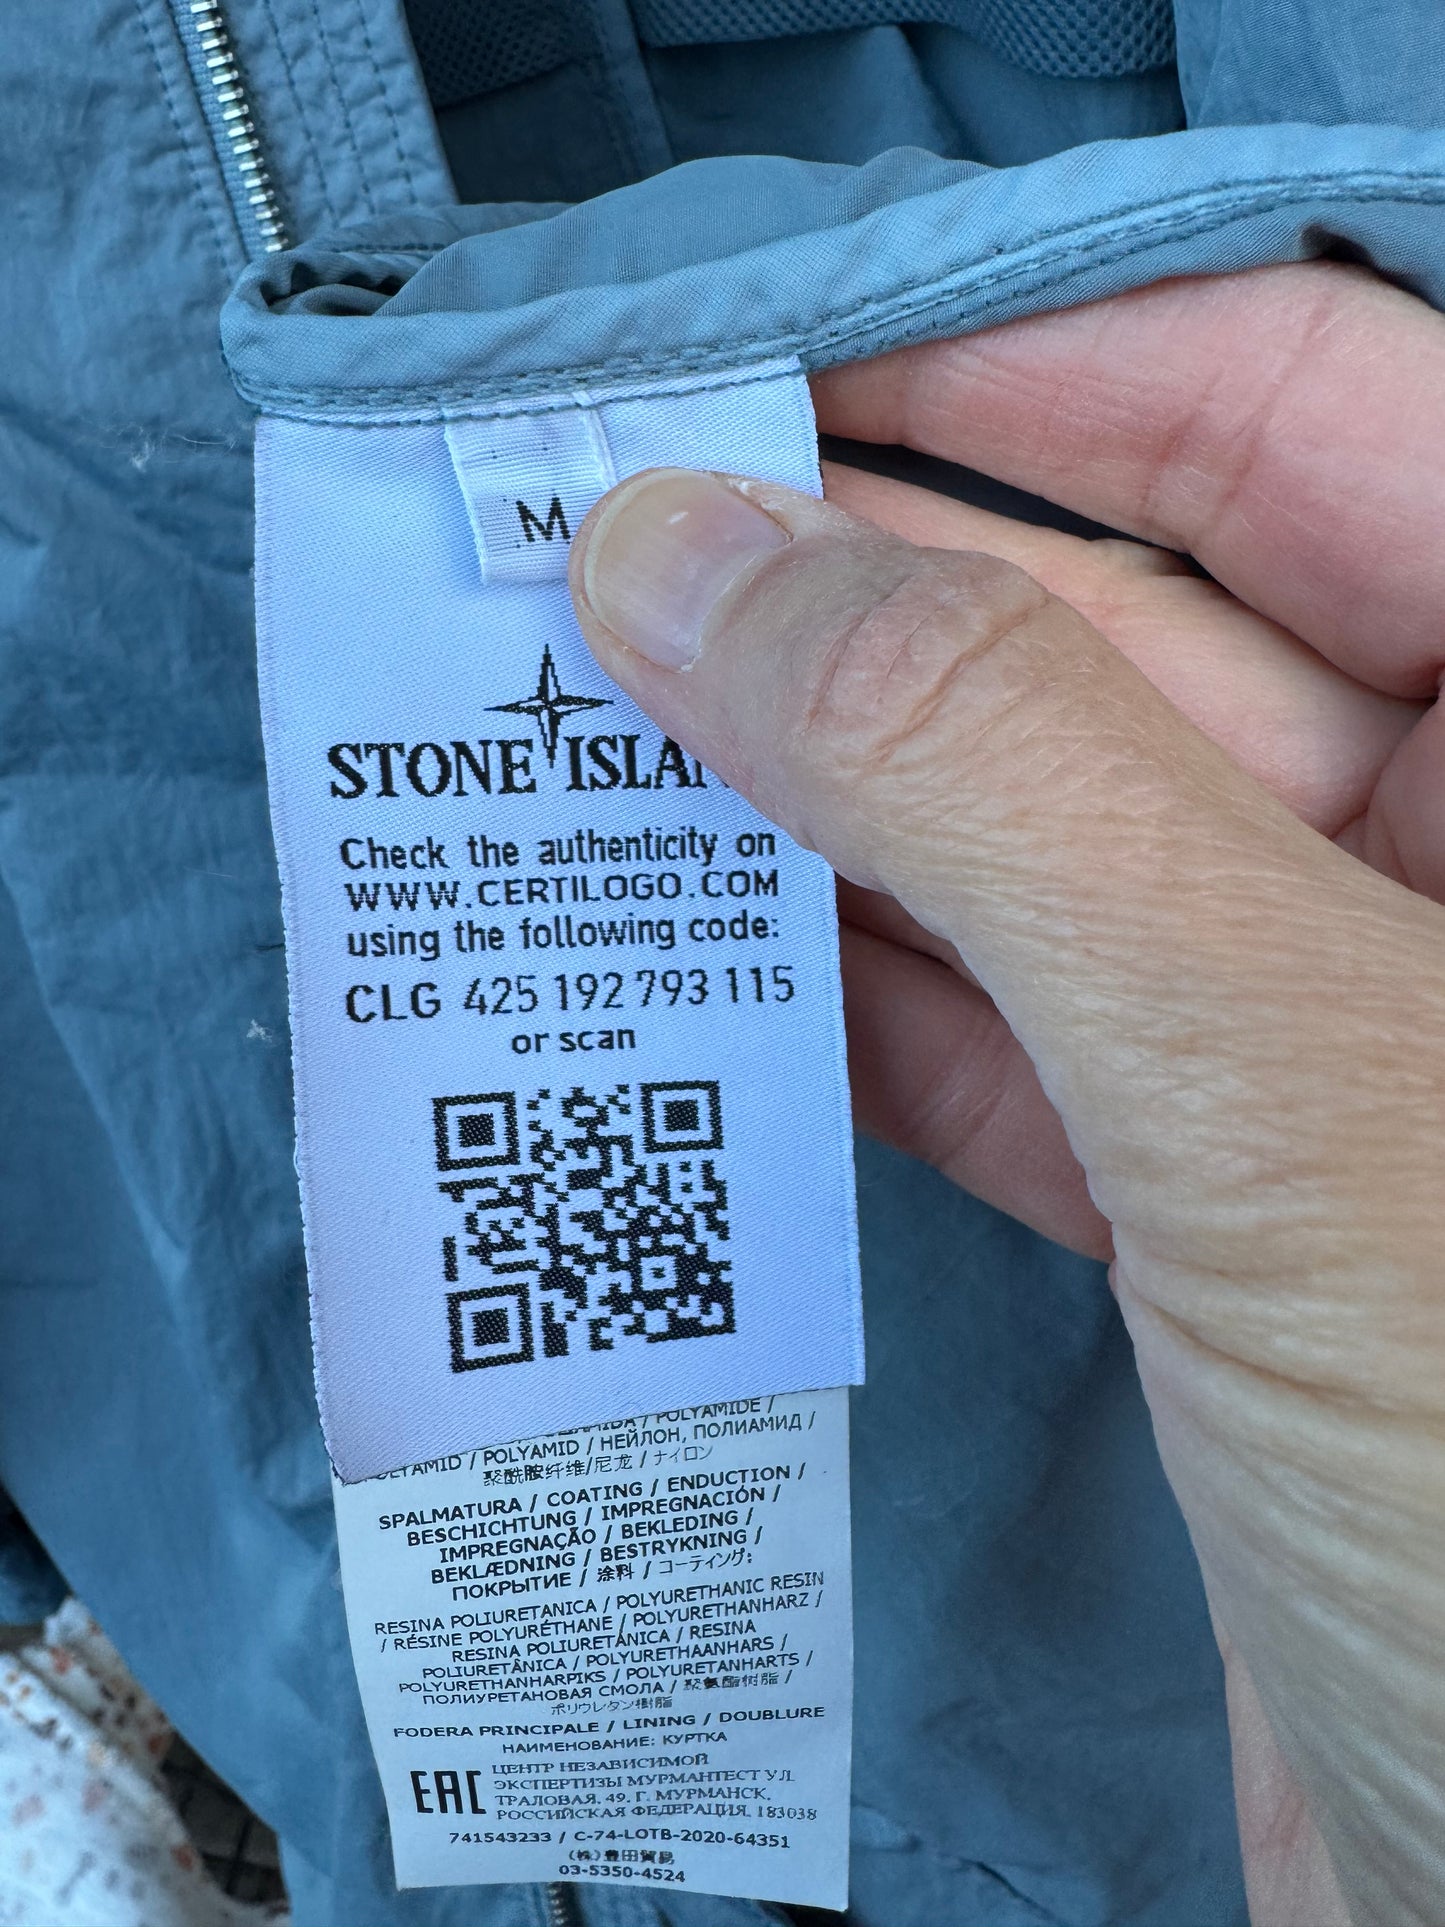 M
STONE ISLA
Check the authenticity on
WWW.CERTILOGO.COM
using the following code:
CLG 425 192 793 115
or scan
/ POLYAMIDE /
POLYAMID / НЕЙЛОН, ПОЛИАМИД /
聚酰胺纤维/尼龙 / ナイロン
SPALMATURA / COATING / ENDUCTION /
BESCHICHTUNG / IMPREGNACIÓN /
IMPREGNAÇÃO / BEKLEDING /
BEKLÆDNING / BESTRYKNING /
ПОКРЫТИЕ / 涂料 / コーティング:
RESINA POLIURETANICA / POLYURETHANIC RESIN
/ RÉSINE POLYURÉTHANE / POLYURETHANHARZ /
RESINA POLIURETÁNICA / RESINA
POLIURETÂNICA / POLYURETHAANHARS /
POLYURETHANHARPIKS / POLYURETANHARTS /
ПОЛИУРЕТАНОВАЯ СМОЛА / 聚氨酯树脂 /
ポリウレタン樹脂
FODERA PRINCIPALE / LINING / DOUBLURE
НАИМЕНОВАНИЕ: КУРТКА
EAC ЦЕНТР НЕЗАВИСИМОЙ
ЭКСПЕРТИЗЫ МУРМАНТЕСТ УЛ.
ТРАЛОВАЯ, 49, Г. МУРМАНСК,
РОССИЙСКАЯ ФЕДЕРАЦИЯ, 183038
741543233 / C-74-LOTB-2020-64351
(株)豊田貿易
03-5350-4524